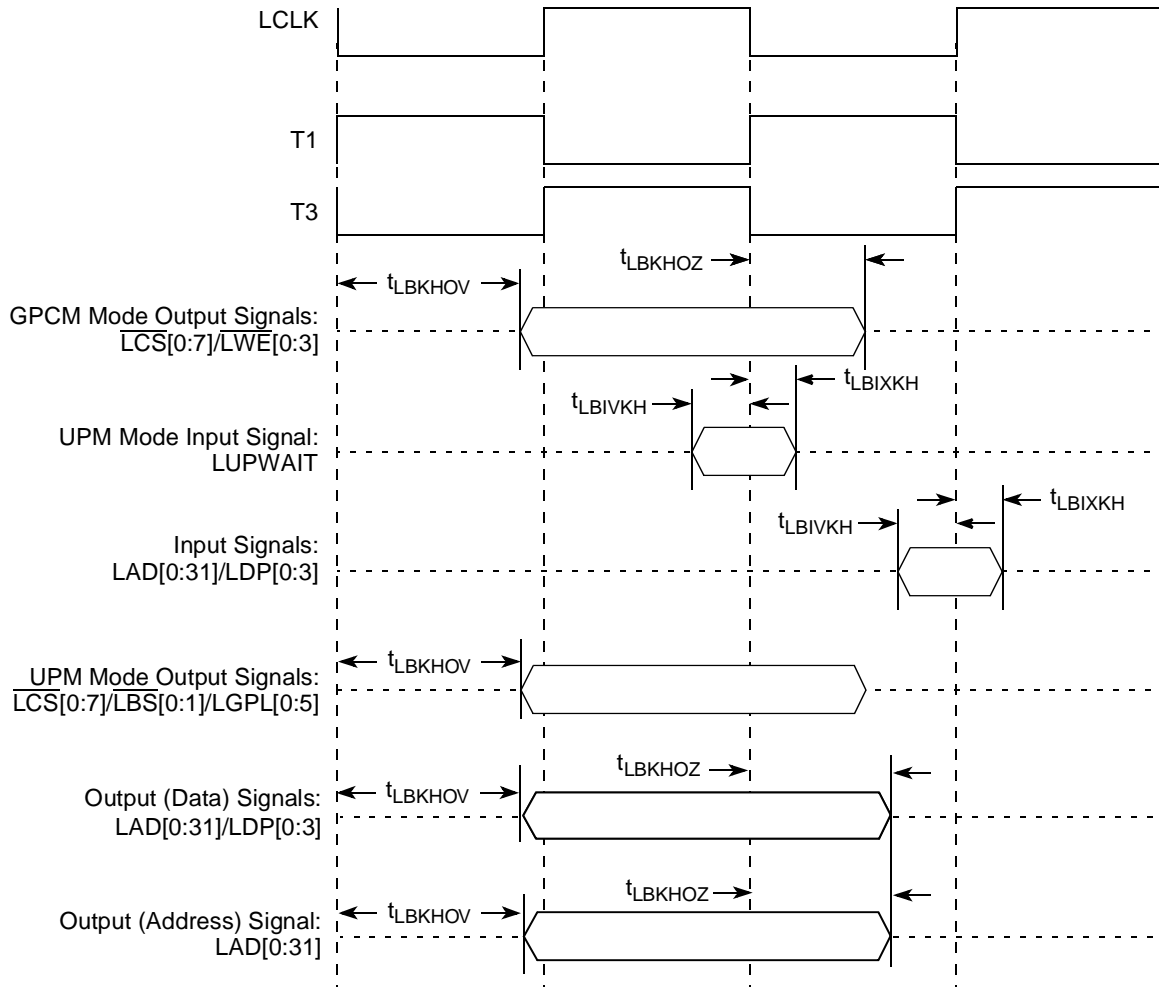 LCLK
T1
T3
tLBKHOZ
tLBKHOV
GPCM Mode Output Signals:
LCS[0:7]/LWE[0:3]
tLBIXKH
tLBIVKH
UPM Mode Input Signal:
LUPWAIT
tLBIXKH
tLBIVKH
Input Signals:
LAD[0:31]/LDP[0:3]
tLBKHOV
UPM Mode Output Signals:
LCS[0:7]/LBS[0:1]/LGPL[0:5]
tLBKHOZ
tLBKHOV
Output (Data) Signals:
LAD[0:31]/LDP[0:3]
tLBKHOZ
tLBKHOV
Output (Address) Signal:
LAD[0:31]